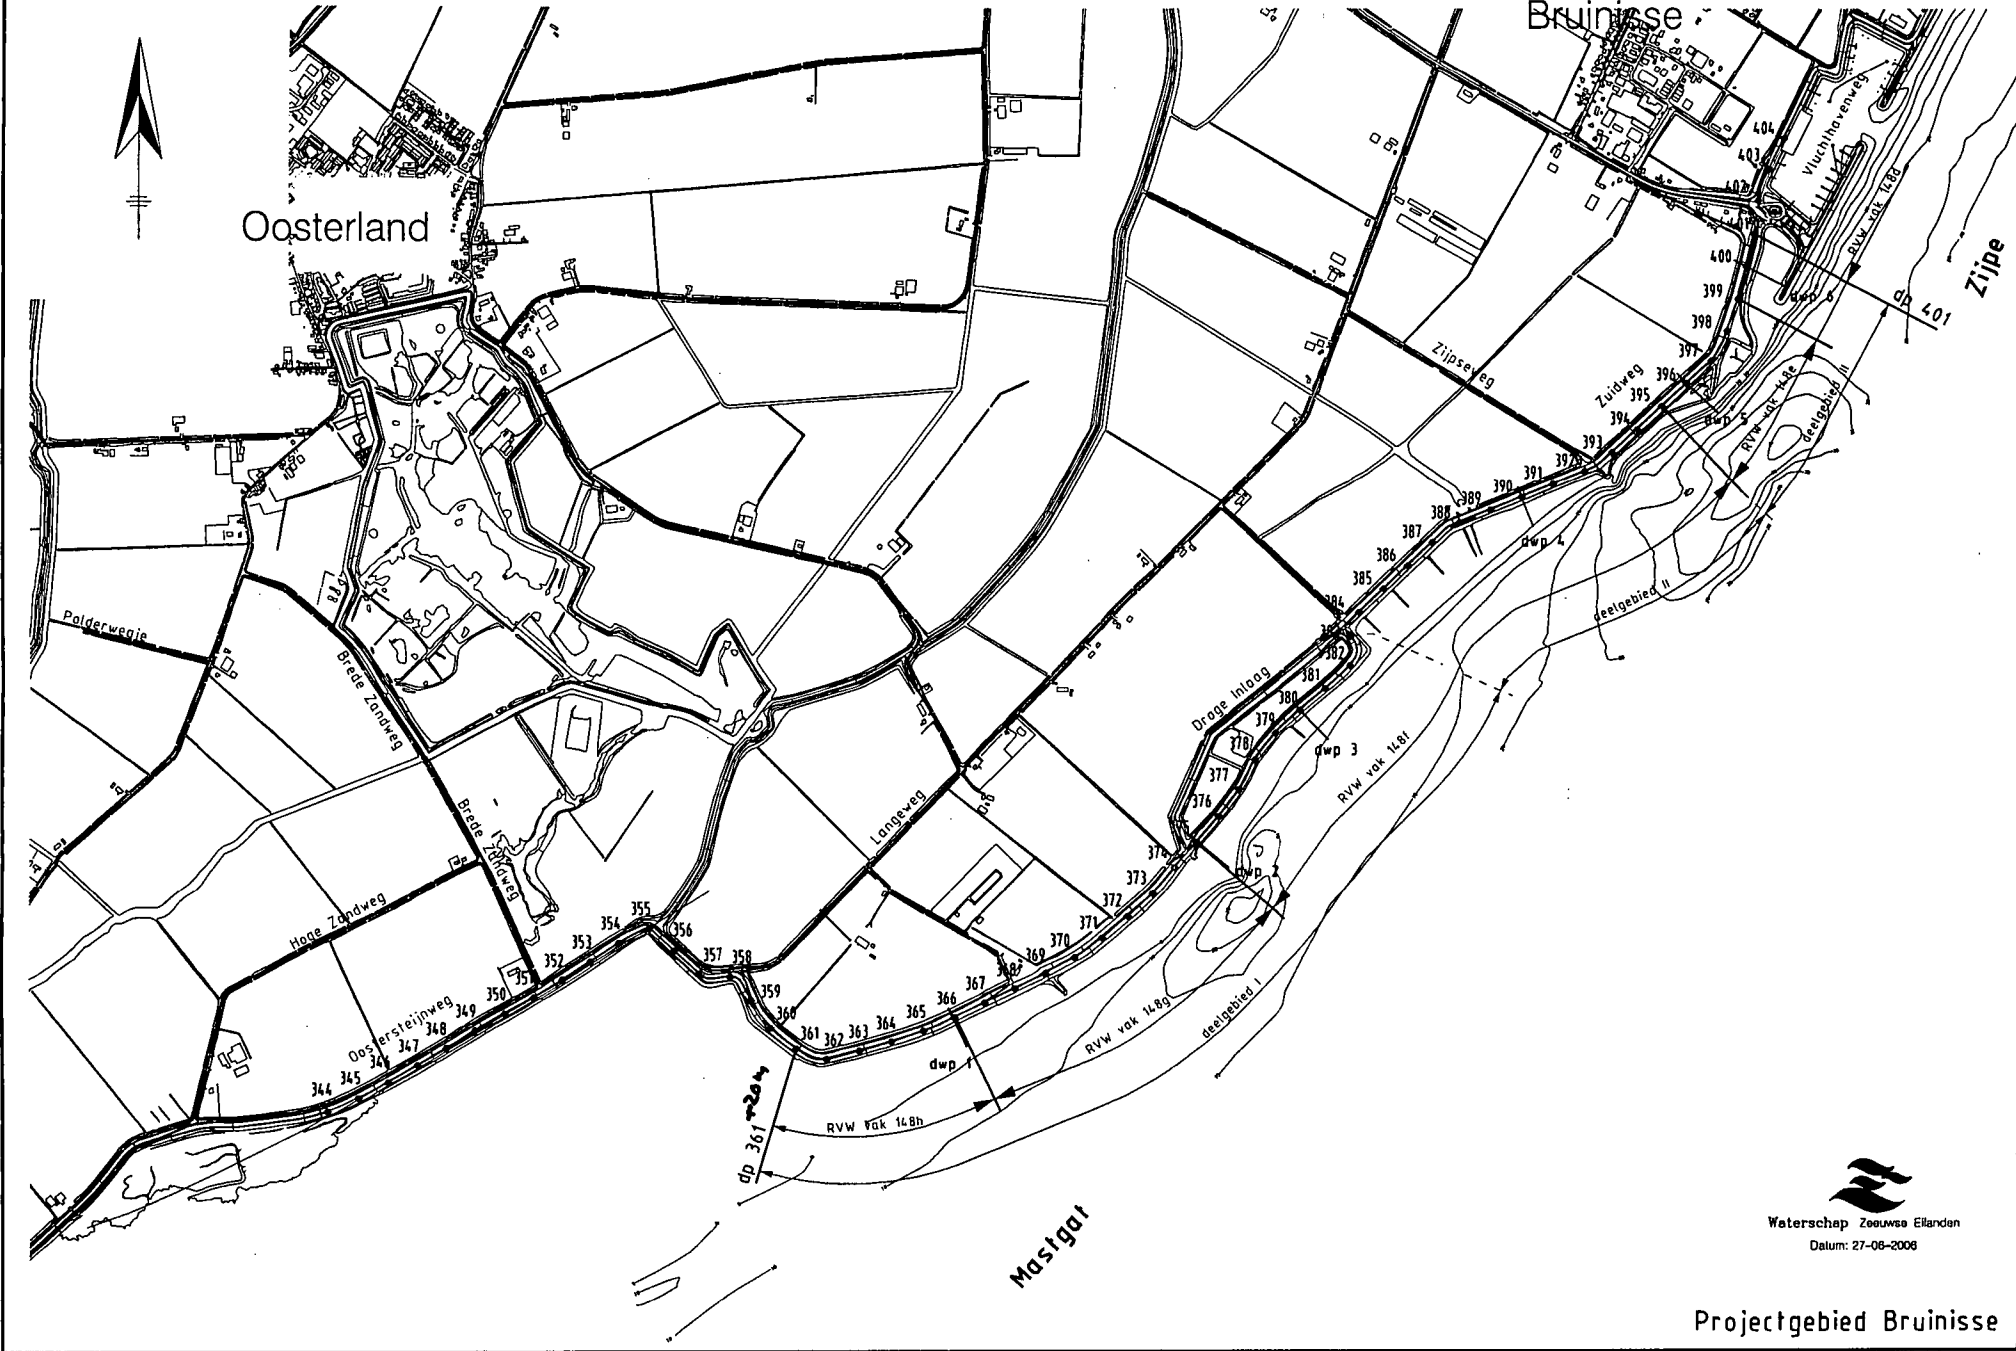 Bruinisse
Oosterland
Vluchthavenweg
404
403
402
401
RVW vak 148d
Zijpe
400
dwp 6
dp 401
399
398
397
Zijpseweg
Zuidweg
396
395
394
dwp 5
RVW vak 148e
deelgebied II
393
392
391
390
389
388
387
dwp 4
386
385
384
deelgebied II
Polderwegje
Brede Zandweg
382
381
Droge Inlaag
380
379
378
dwp 3
377
376
RVW vak 148f
Brede Zandweg
Langeweg
374
dwp 2
373
372
371
370
369
368
367
366
365
364
363
362
361
360
359
358
357
356
355
354
353
352
351
350
349
348
347
346
345
344
Hoge Zandweg
Oostersteijnweg
dwp 1
RVW vak 148g
deelgebied I
RVW vak 148h
dp 361 +20m
Mastgat
Waterschap Zeeuwse Eilanden
Datum: 27-06-2006
Projectgebied Bruinisse